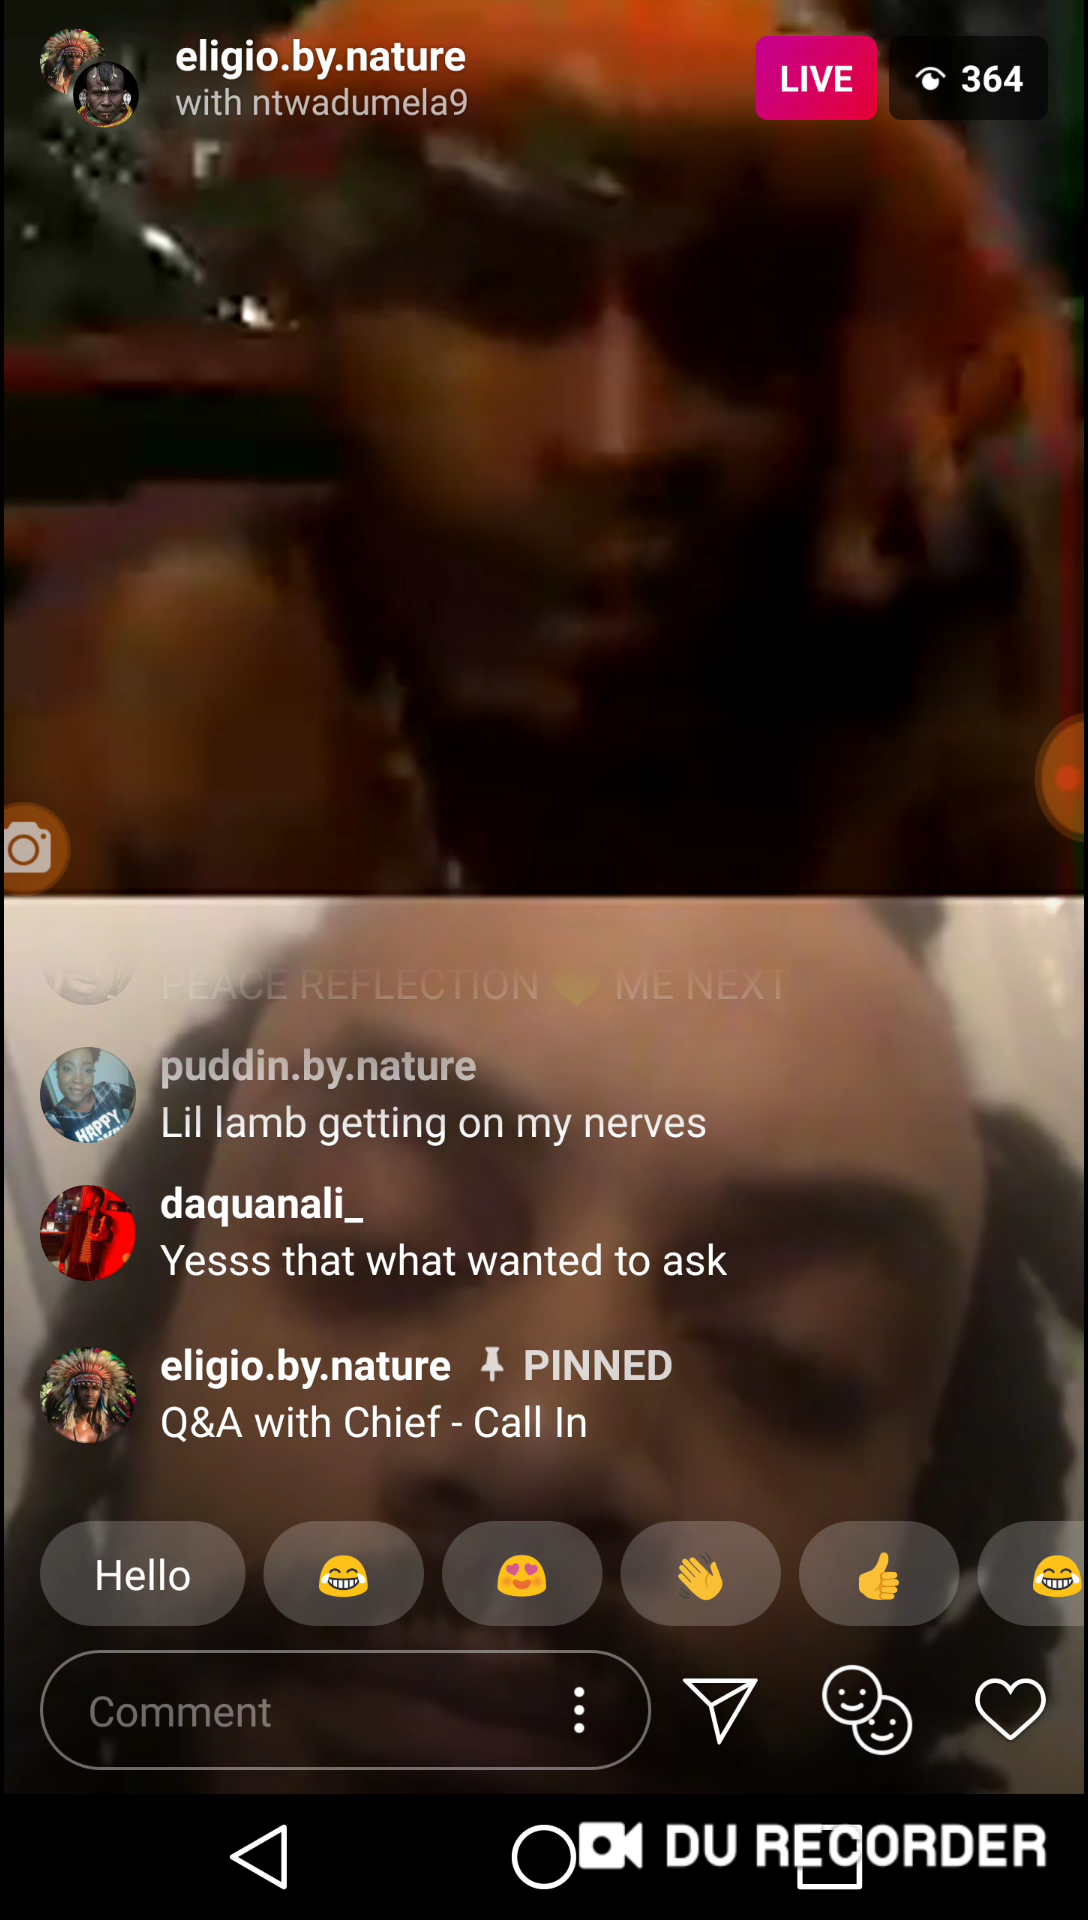 eligio.by.nature
with ntwadumela9
LIVE
364
PEACE REFLECTION 💚 ME NEXT
puddin.by.nature
Lil lamb getting on my nerves
HAPPY
daquanali_
Yesss that what wanted to ask
eligio.by.nature PINNED
Q&A with Chief - Call In
Hello
Comment
DU RECORDER